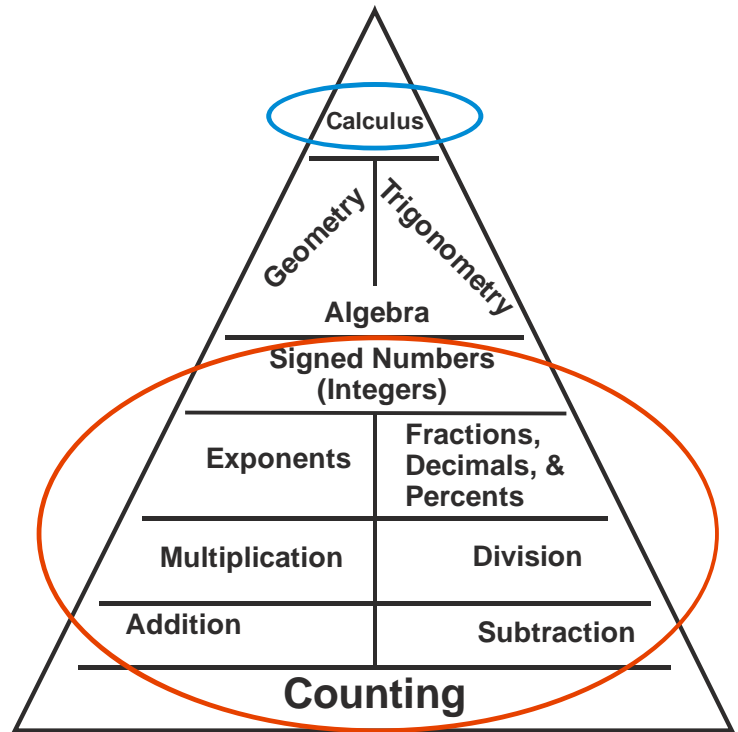 Calculus
Geometry
Trigonometry
Algebra
Signed Numbers
(Integers)
Exponents
Fractions,
Decimals, &
Percents
Multiplication
Division
Addition
Subtraction
Counting